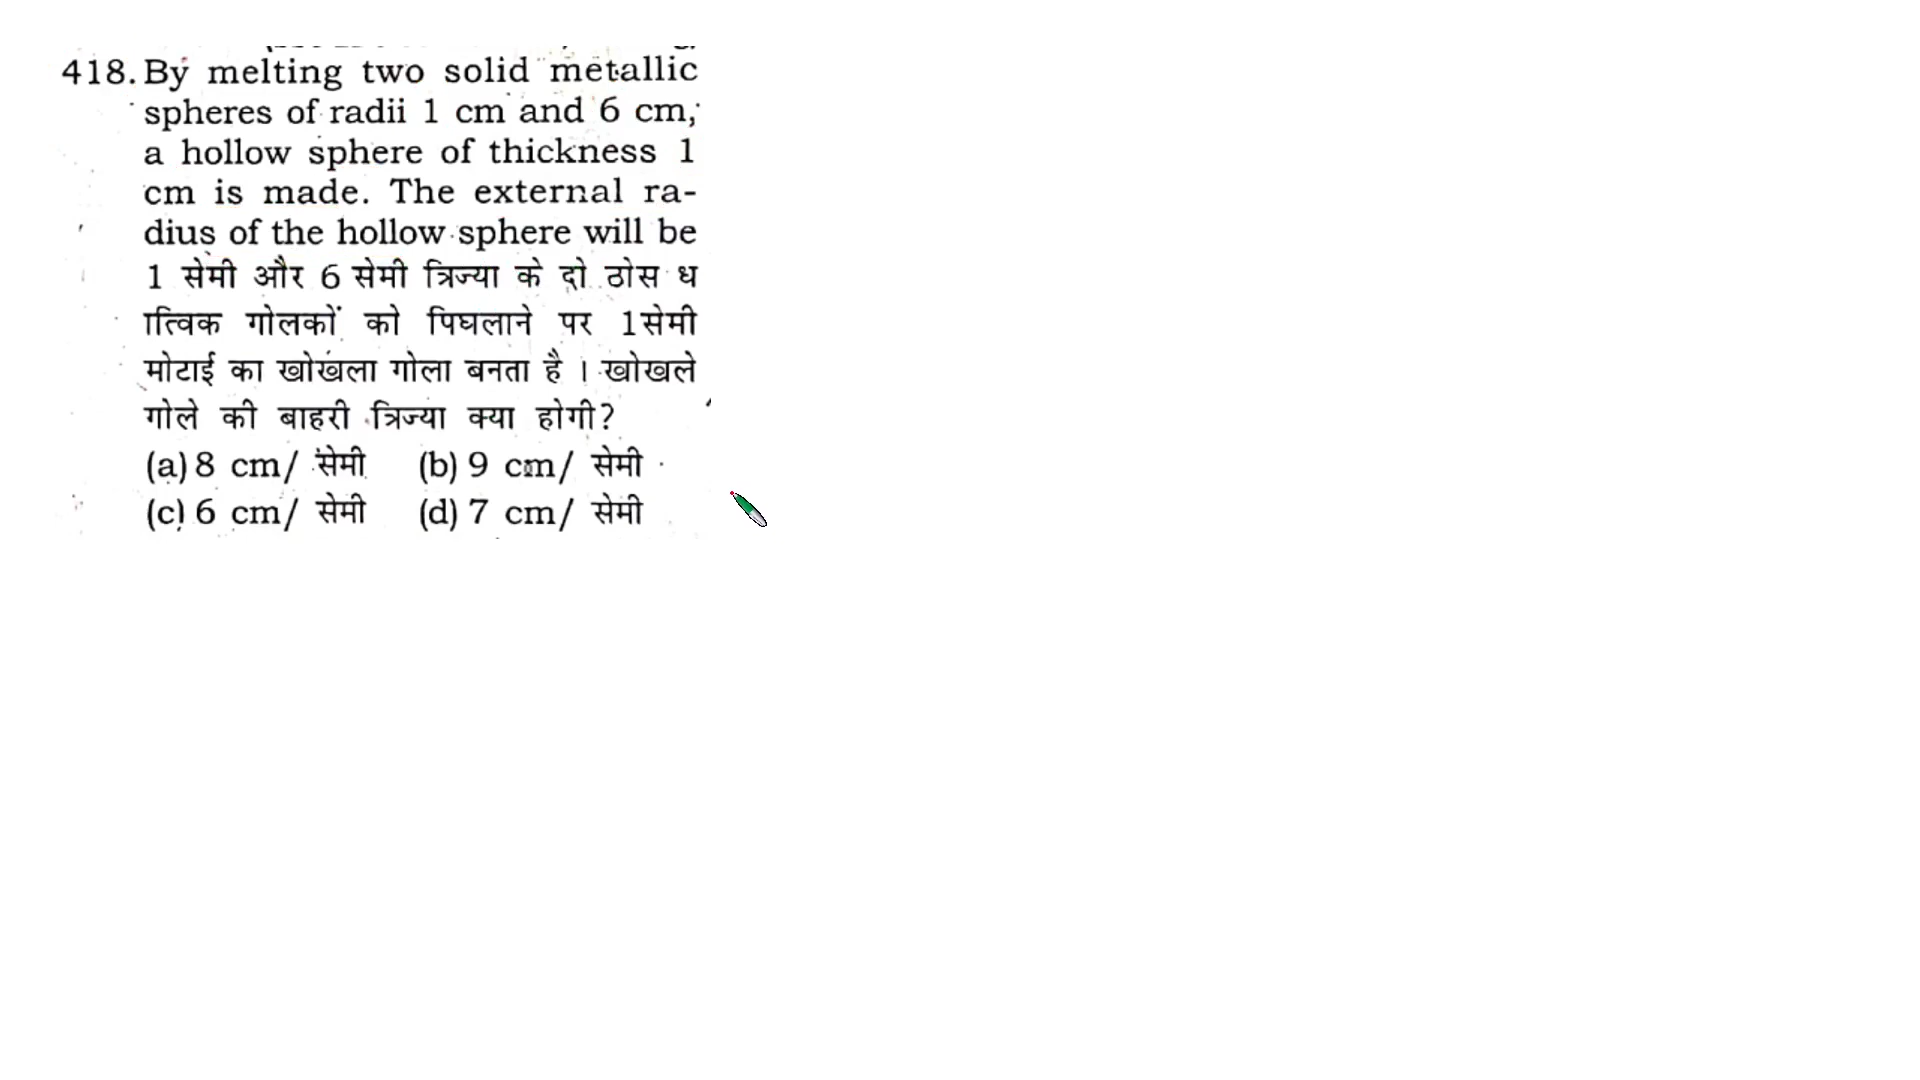 418. By melting two solid metallic
spheres of radii 1 cm and 6 cm,
a hollow sphere of thickness 1
cm is made. The external ra-
dius of the hollow sphere will be
1 सेमी और 6 सेमी त्रिज्या के दो ठोस ध
ात्विक गोलकों को पिघलाने पर 1सेमी
मोटाई का खोखला गोला बनता है । खोखले
गोले की बाहरी त्रिज्या क्या होगी?
(a) 8 cm/ सेमी (b) 9 cm/ सेमी
(c) 6 cm/ सेमी (d) 7 cm/ सेमी